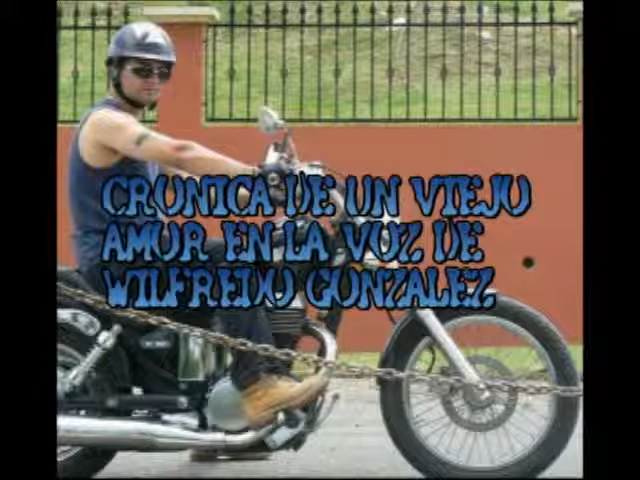 CRONICA DE UN VIEJO
AMOR EN LA VOZ DE
WILFREDO GONZALEZ